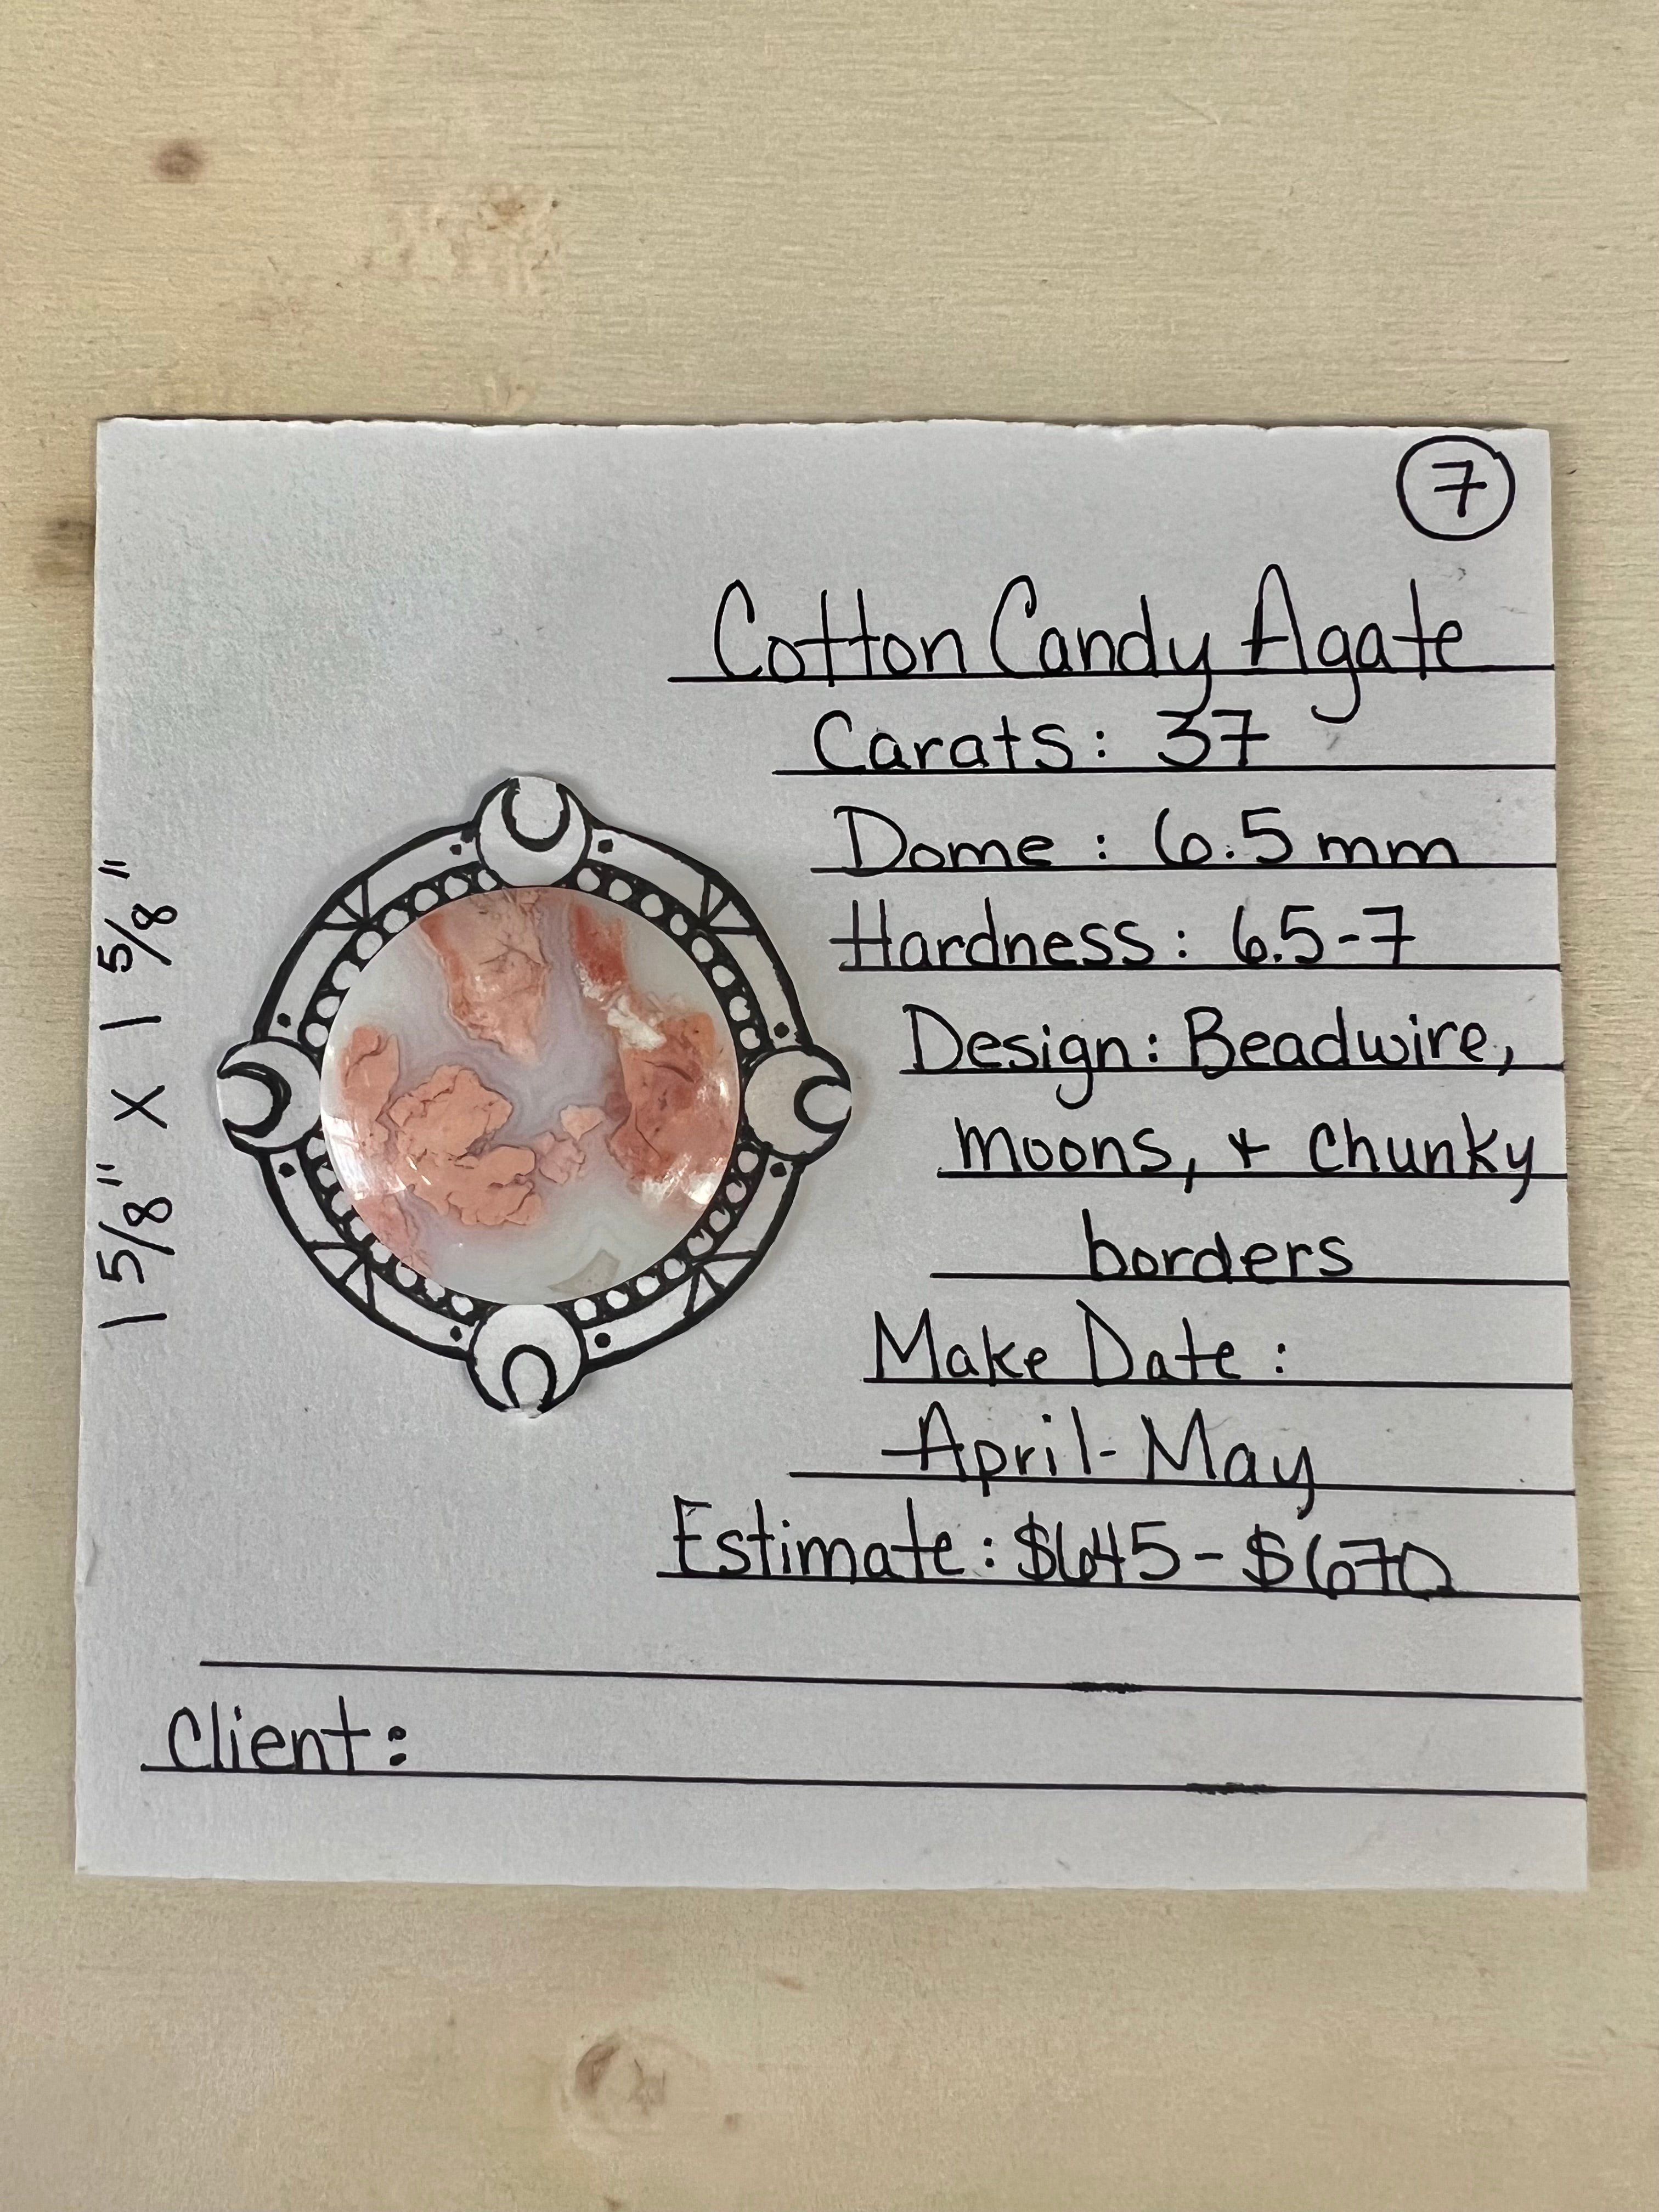 7
Cotton Candy Agate
Carats: 37
Dome: 6.5 mm
Hardness: 6.5-7
Design: Beadwire,
moons, + chunky
borders
Make Date:
April-May
Estimate: $645-$670
Client:
1 5/8" X 1 5/8"